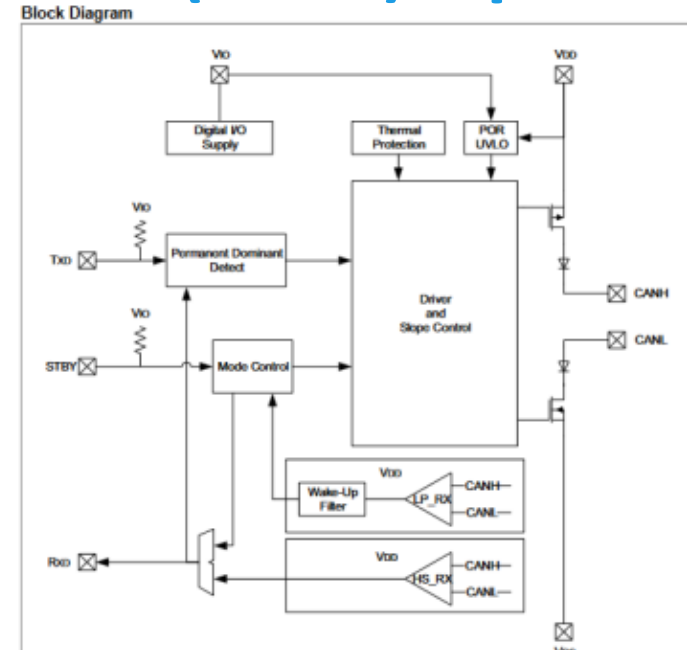 Block Diagram
VIO
VDD
Digital I/O
Supply
Thermal
Protection
POR
UVLO
VIO
TXD
Permanent Dominant
Detect
Driver
and
Slope Control
CANH
CANL
VIO
STBY
Mode Control
VDD
Wake-Up
Filter
LP_RX
CANH
CANL
RXD
VDD
HS_RX
CANH
CANL